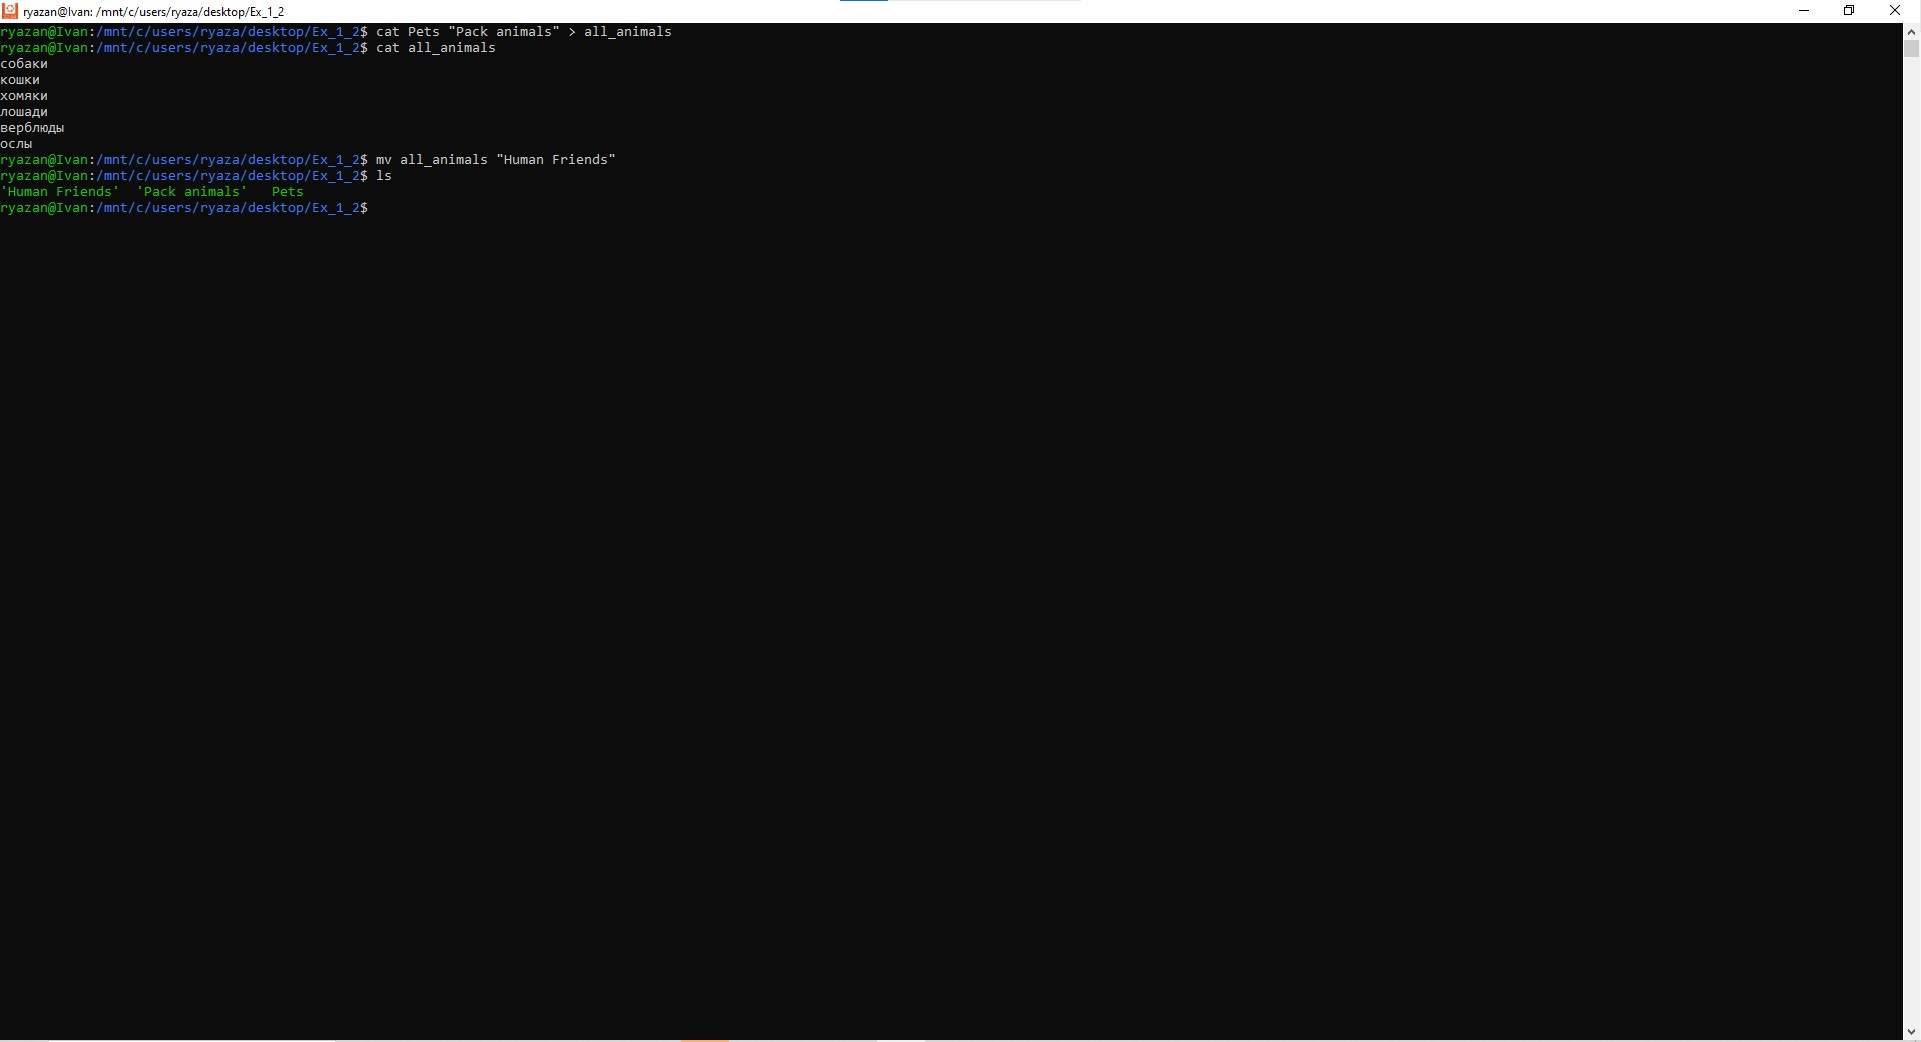 ryazan@Ivan: /mnt/c/users/ryaza/desktop/Ex_1_2
ryazan@Ivan:/mnt/c/users/ryaza/desktop/Ex_1_2$ cat Pets "Pack animals" > all_animals
ryazan@Ivan:/mnt/c/users/ryaza/desktop/Ex_1_2$ cat all_animals
собаки
кошки
хомяки
лошади
верблюды
ослы
ryazan@Ivan:/mnt/c/users/ryaza/desktop/Ex_1_2$ mv all_animals "Human Friends"
ryazan@Ivan:/mnt/c/users/ryaza/desktop/Ex_1_2$ ls
'Human Friends'  'Pack animals'   Pets
ryazan@Ivan:/mnt/c/users/ryaza/desktop/Ex_1_2$